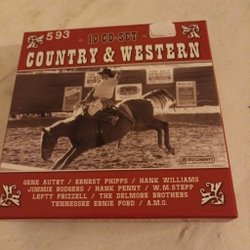 593
10 CD-SET
COUNTRY & WESTERN
DOCUMENTS
GENE AUTRY / ERNEST PHIPPS / HANK WILLIAMS
JIMMIE RODGERS / HANK PENNY / W.M.STEPP
LEFTY FRIZZELL / THE DELMORE BROTHERS
TENNESSEE ERNIE FORD / A.M.O.